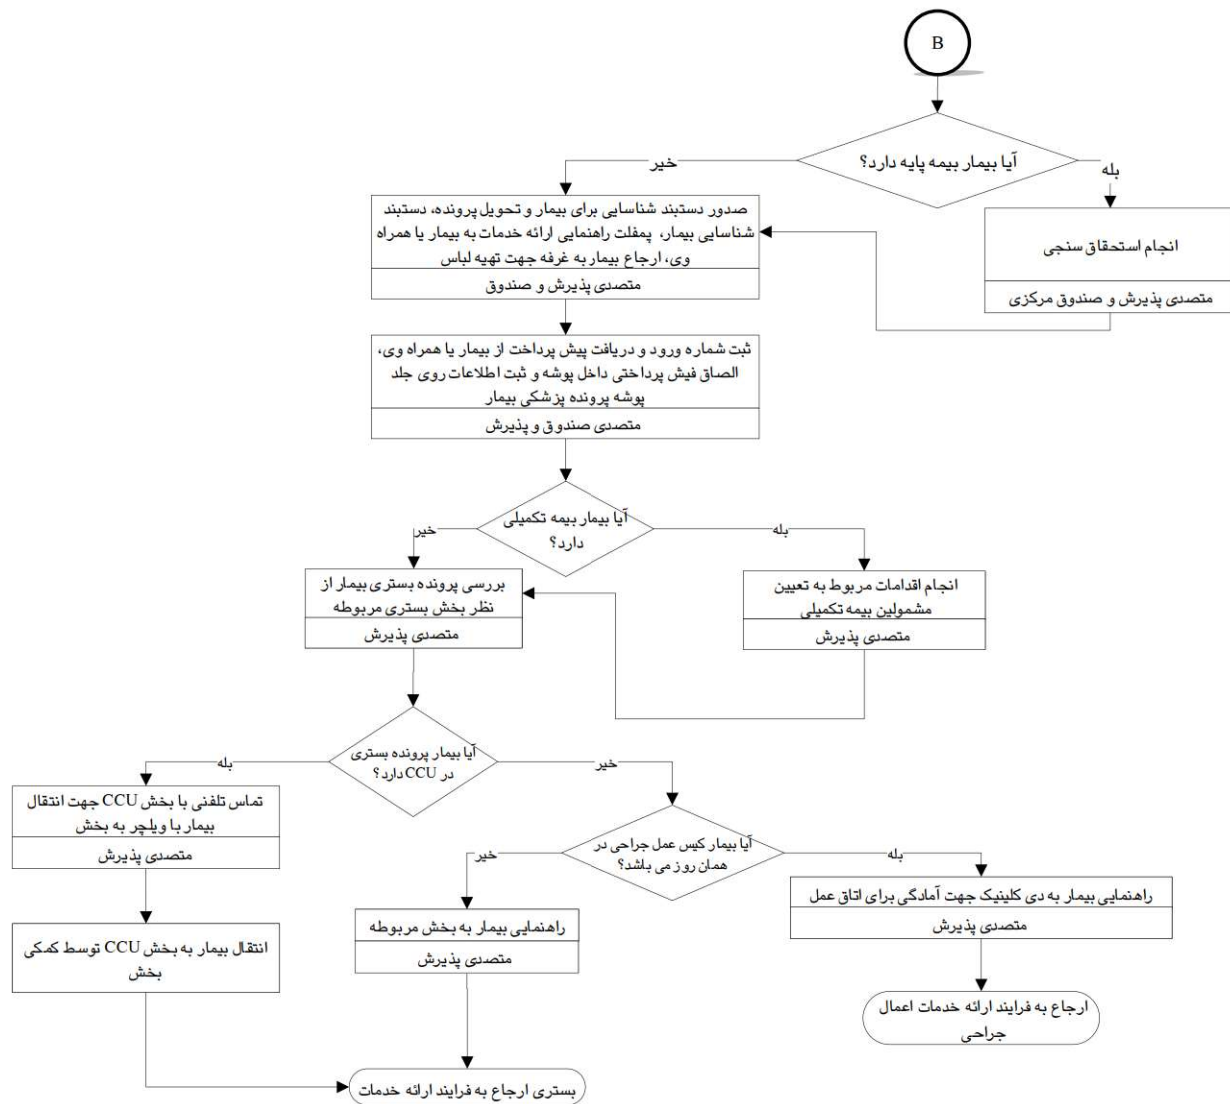 B
آیا بیمار بیمه پایه دارد؟
خیر
بله
صدور دستبند شناسایی برای بیمار و تحویل پرونده، دستبند
شناسایی بیمار، پمفلت راهنمایی ارائه خدمات به بیمار یا همراه
وی، ارجاع بیمار به غرفه جهت تهیه لباس
متصدی پذیرش و صندوق
انجام استحقاق سنجی
متصدی پذیرش و صندوق مرکزی
ثبت شماره ورود و دریافت پیش پرداخت از بیمار یا همراه وی،
الصاق فیش پرداختی داخل پوشه و ثبت اطلاعات روی جلد
پوشه پرونده پزشکی بیمار
متصدی صندوق و پذیرش
آیا بیمار بیمه تکمیلی
دارد؟
خیر
بله
بررسی پرونده بستری بیمار از
نظر بخش بستری مربوطه
متصدی پذیرش
انجام اقدامات مربوط به تعیین
مشمولین بیمه تکمیلی
متصدی پذیرش
آیا بیمار پرونده بستری
در CCU دارد؟
بله
خیر
تماس تلفنی با بخش CCU جهت انتقال
بیمار با ویلچر به بخش
متصدی پذیرش
آیا بیمار کیس عمل جراحی در
همان روز می باشد؟
خیر
بله
راهنمایی بیمار به دی کلینیک جهت آمادگی برای اتاق عمل
متصدی پذیرش
راهنمایی بیمار به بخش مربوطه
متصدی پذیرش
انتقال بیمار به بخش CCU توسط کمکی
بخش
ارجاع به فرایند ارائه خدمات اعمال
جراحی
بستری ارجاع به فرایند ارائه خدمات